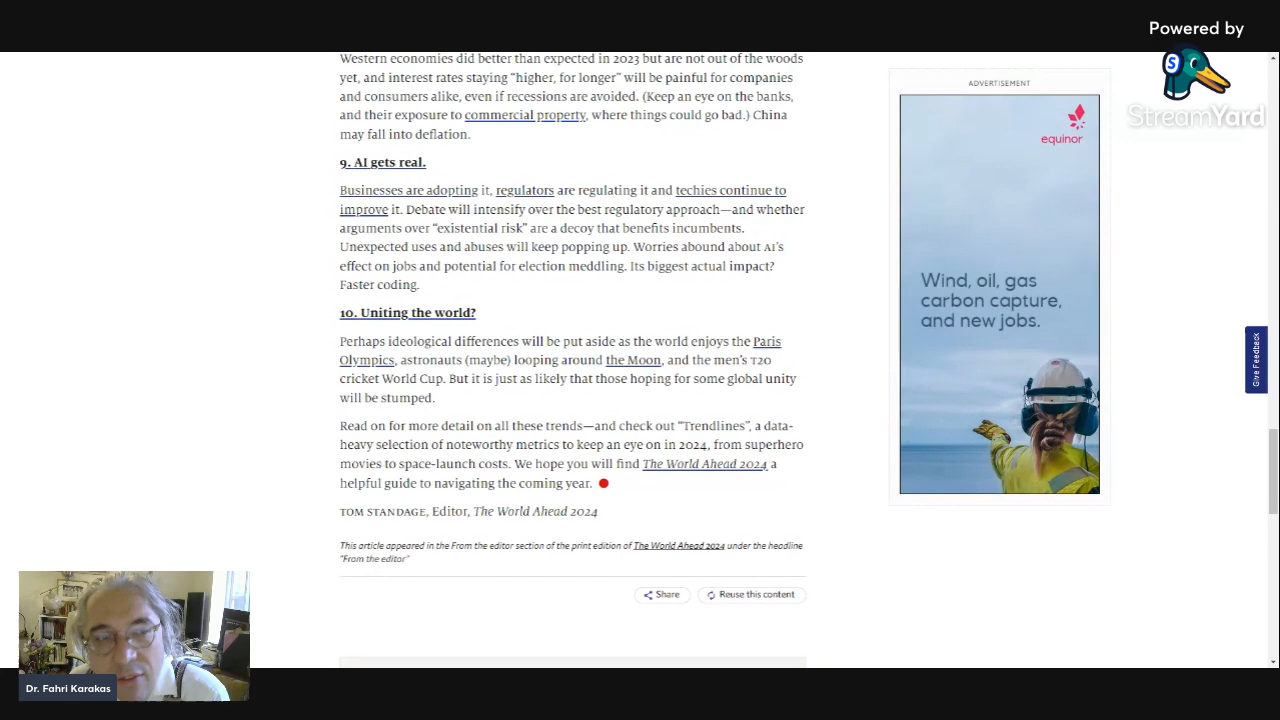 Powered by
StreamYard
Western economies did better than expected in 2023 but are not out of the woods
yet, and interest rates staying “higher, for longer” will be painful for companies
and consumers alike, even if recessions are avoided. (Keep an eye on the banks,
and their exposure to commercial property, where things could go bad.) China
may fall into deflation.
9. AI gets real.
Businesses are adopting it, regulators are regulating it and techies continue to
improve it. Debate will intensify over the best regulatory approach—and whether
arguments over “existential risk” are a decoy that benefits incumbents.
Unexpected uses and abuses will keep popping up. Worries abound about AI’s
effect on jobs and potential for election meddling. Its biggest actual impact?
Faster coding.
10. Uniting the world?
Perhaps ideological differences will be put aside as the world enjoys the Paris
Olympics, astronauts (maybe) looping around the Moon, and the men’s T20
cricket World Cup. But it is just as likely that those hoping for some global unity
will be stumped.
Read on for more detail on all these trends—and check out “Trendlines”, a data-
heavy selection of noteworthy metrics to keep an eye on in 2024, from superhero
movies to space-launch costs. We hope you will find The World Ahead 2024 a
helpful guide to navigating the coming year.
TOM STANDAGE, Editor, The World Ahead 2024
This article appeared in the From the editor section of the print edition of The World Ahead 2024 under the headline
“From the editor”
Share
Reuse this content
ADVERTISEMENT
equinor
Wind, oil, gas
carbon capture,
and new jobs.
Give Feedback
Dr. Fahri Karakas